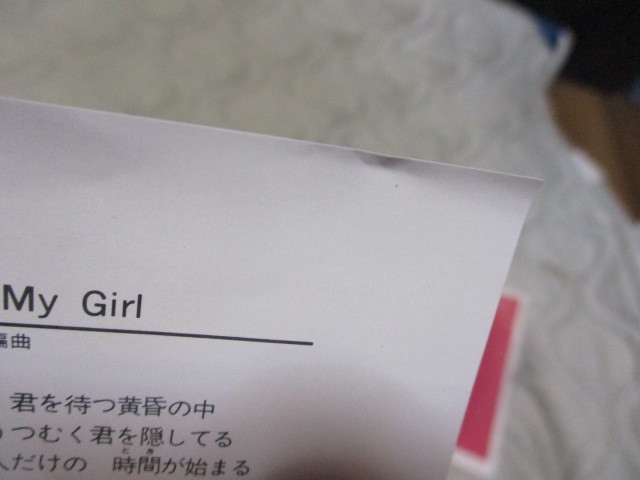 My Girl
編曲
君を待つ黄昏の中
つむく君を隠してる
人だけの 時間が始まる